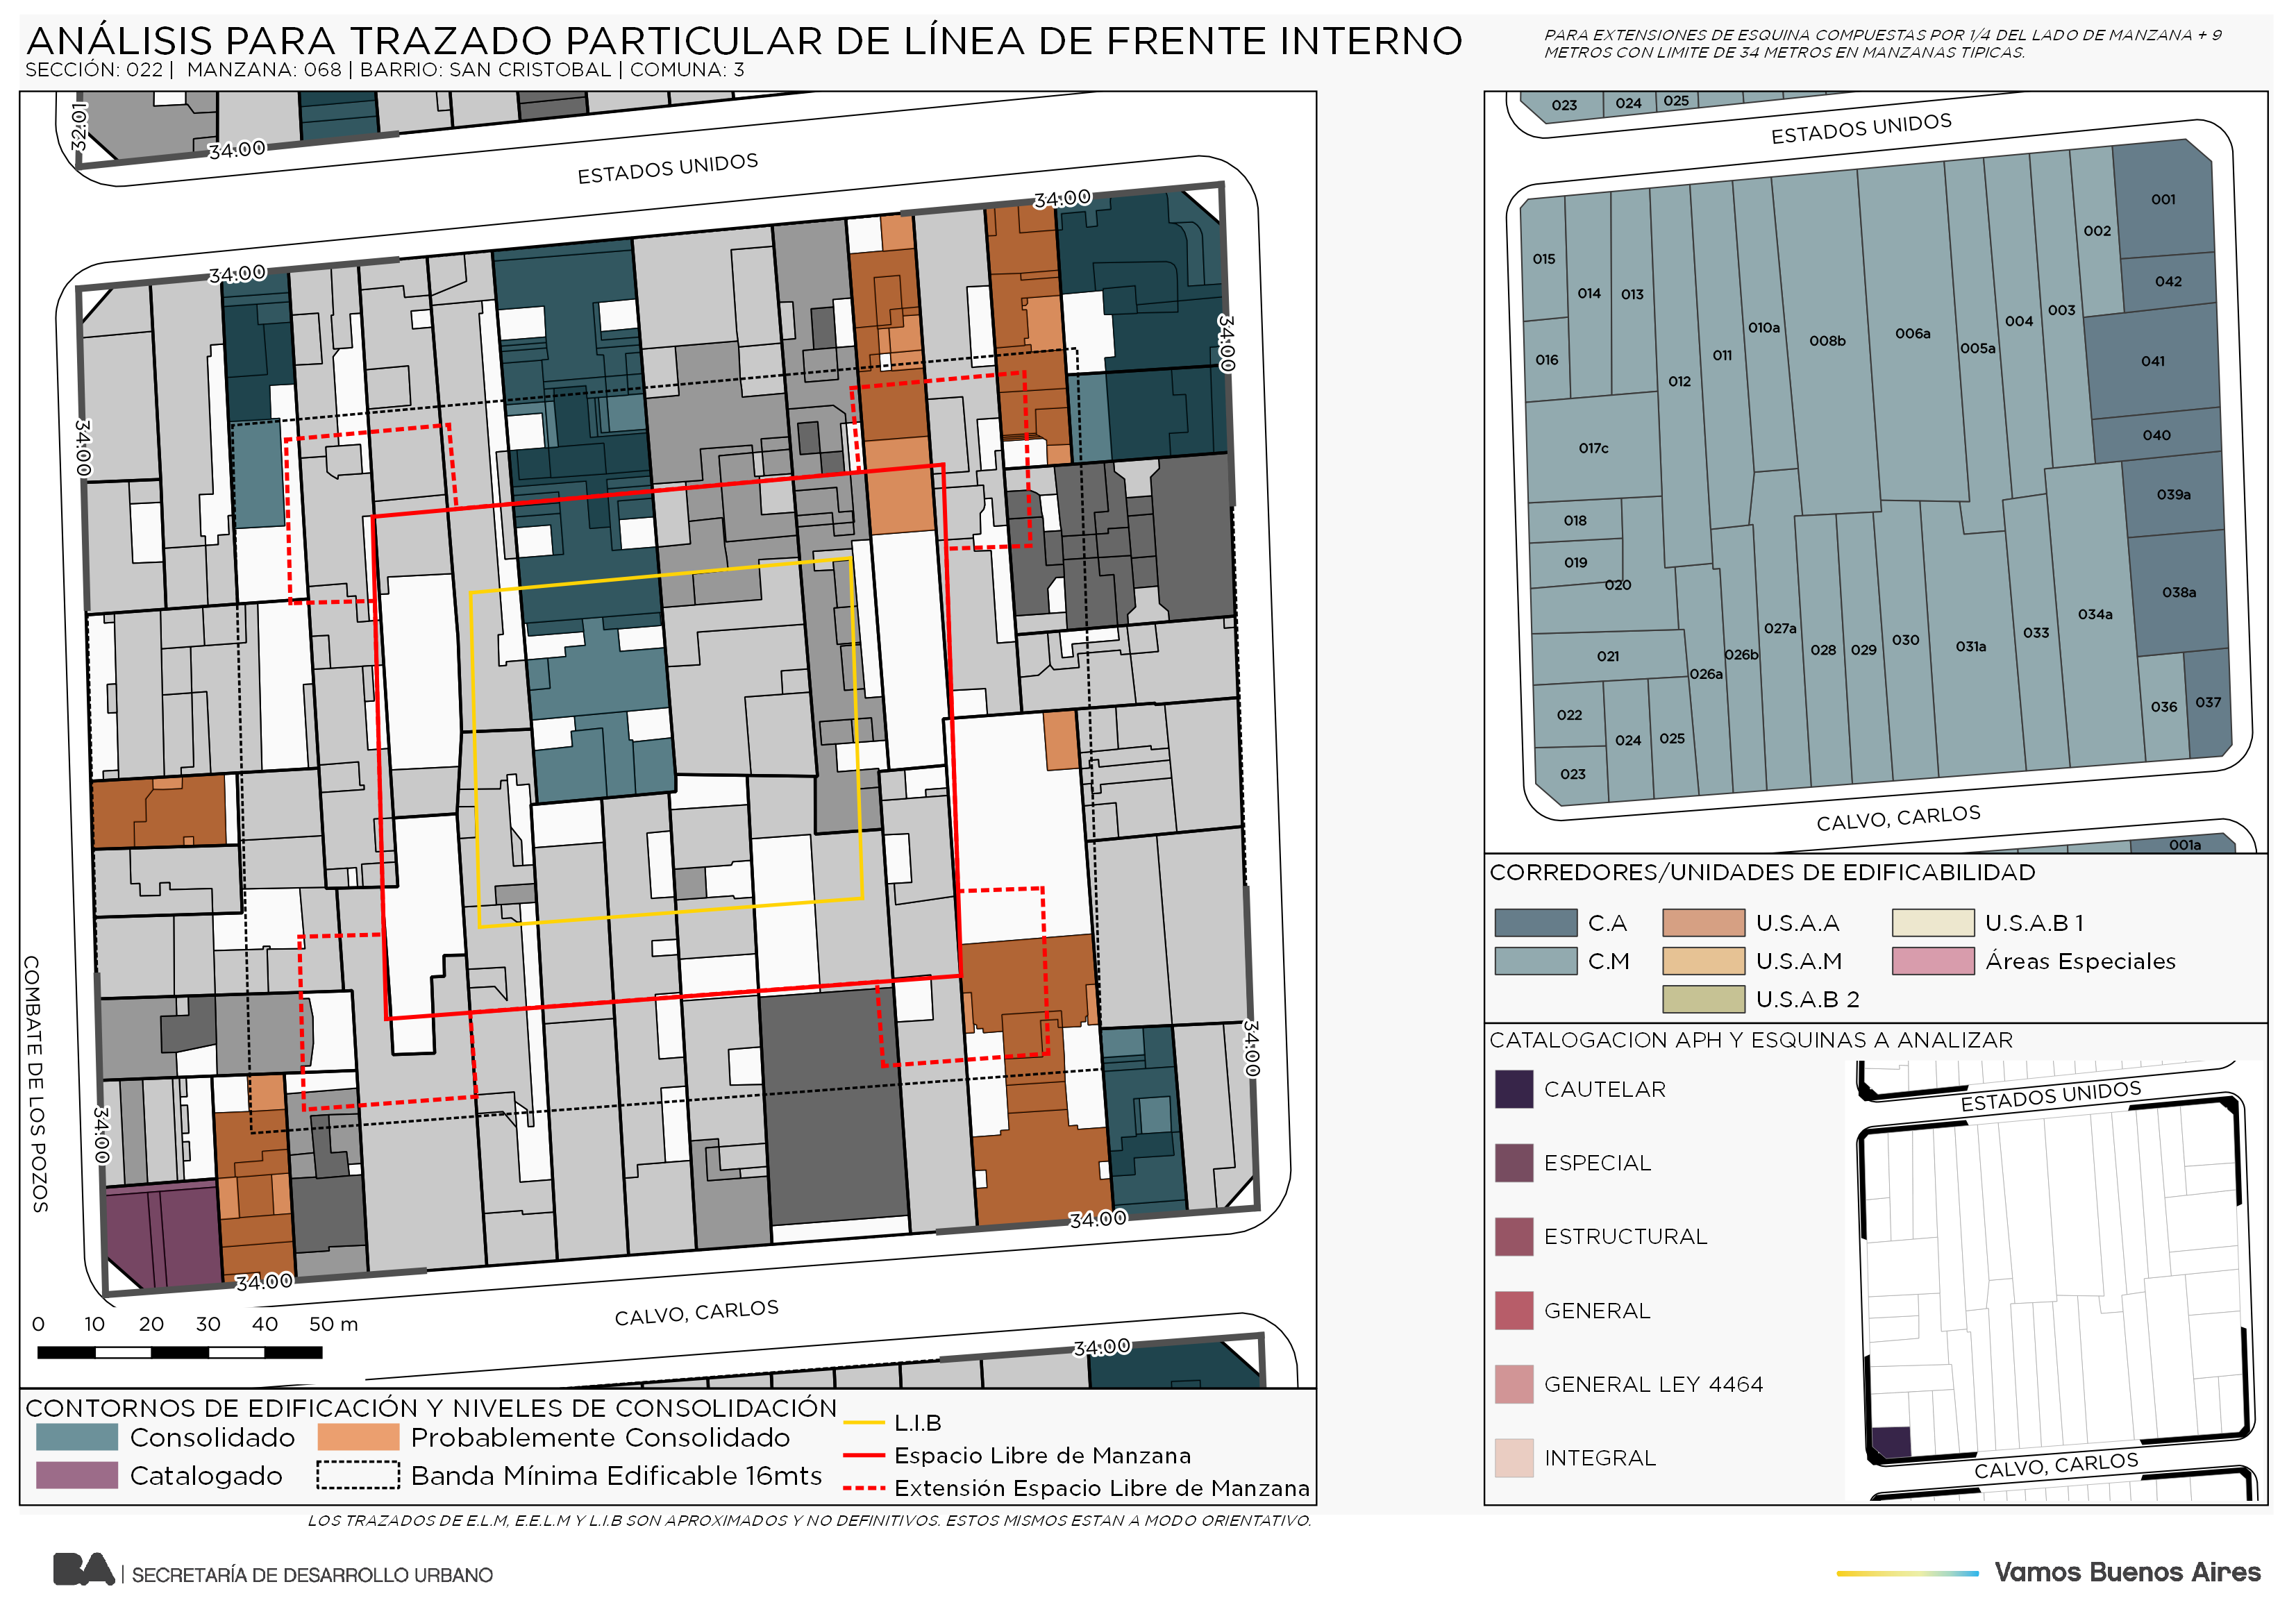 ANÁLISIS PARA TRAZADO PARTICULAR DE LÍNEA DE FRENTE INTERNO
SECCIÓN: 022 | MANZANA: 068 | BARRIO: SAN CRISTOBAL | COMUNA: 3
PARA EXTENSIONES DE ESQUINA COMPUESTAS POR 1/4 DEL LADO DE MANZANA + 9
METROS CON LIMITE DE 34 METROS EN MANZANAS TIPICAS.
32.01
34.00
ESTADOS UNIDOS
34.00
34.00
34.00
34.00
COMBATE DE LOS POZOS
34.00
34.00
34.00
34.00
CALVO, CARLOS
34.00
0 10 20 30 40 50 m
CONTORNOS DE EDIFICACIÓN Y NIVELES DE CONSOLIDACIÓN
Consolidado
Probablemente Consolidado
Catalogado
Banda Mínima Edificable 16mts
L.I.B
Espacio Libre de Manzana
Extensión Espacio Libre de Manzana
LOS TRAZADOS DE E.L.M, E.E.L.M Y L.I.B SON APROXIMADOS Y NO DEFINITIVOS. ESTOS MISMOS ESTAN A MODO ORIENTATIVO.
023 024 025
ESTADOS UNIDOS
001
002
015
014
013
042
003
004
010a
008b
006a
005a
011
016
012
041
017c
040
039a
018
019
020
038a
034a
027a
033
026b
028
029
030
031a
021
026a
022
036
037
024
025
023
CALVO, CARLOS
001a
CORREDORES/UNIDADES DE EDIFICABILIDAD
C.A
U.S.A.A
U.S.A.B 1
C.M
U.S.A.M
Áreas Especiales
U.S.A.B 2
CATALOGACION APH Y ESQUINAS A ANALIZAR
CAUTELAR
ESPECIAL
ESTRUCTURAL
GENERAL
GENERAL LEY 4464
INTEGRAL
ESTADOS UNIDOS
CALVO, CARLOS
BA | SECRETARÍA DE DESARROLLO URBANO
Vamos Buenos Aires